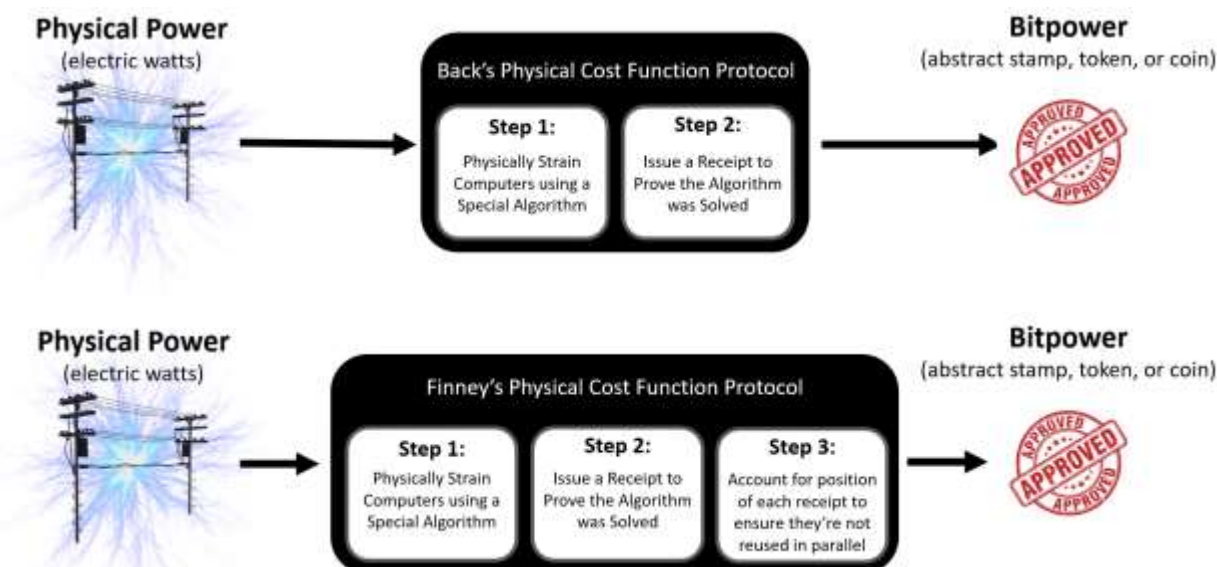 Physical Power
(electric watts)
Back's Physical Cost Function Protocol
Step 1:
Physically Strain
Computers using a
Special Algorithm
Step 2:
Issue a Receipt to
Prove the Algorithm
was Solved
Bitpower
(abstract stamp, token, or coin)
APPROVED
APPROVED
APPROVED
Physical Power
(electric watts)
Finney's Physical Cost Function Protocol
Step 1:
Physically Strain
Computers using a
Special Algorithm
Step 2:
Issue a Receipt to
Prove the Algorithm
was Solved
Step 3:
Account for position
of each receipt to
ensure they're not
reused in parallel
Bitpower
(abstract stamp, token, or coin)
APPROVED
APPROVED
APPROVED